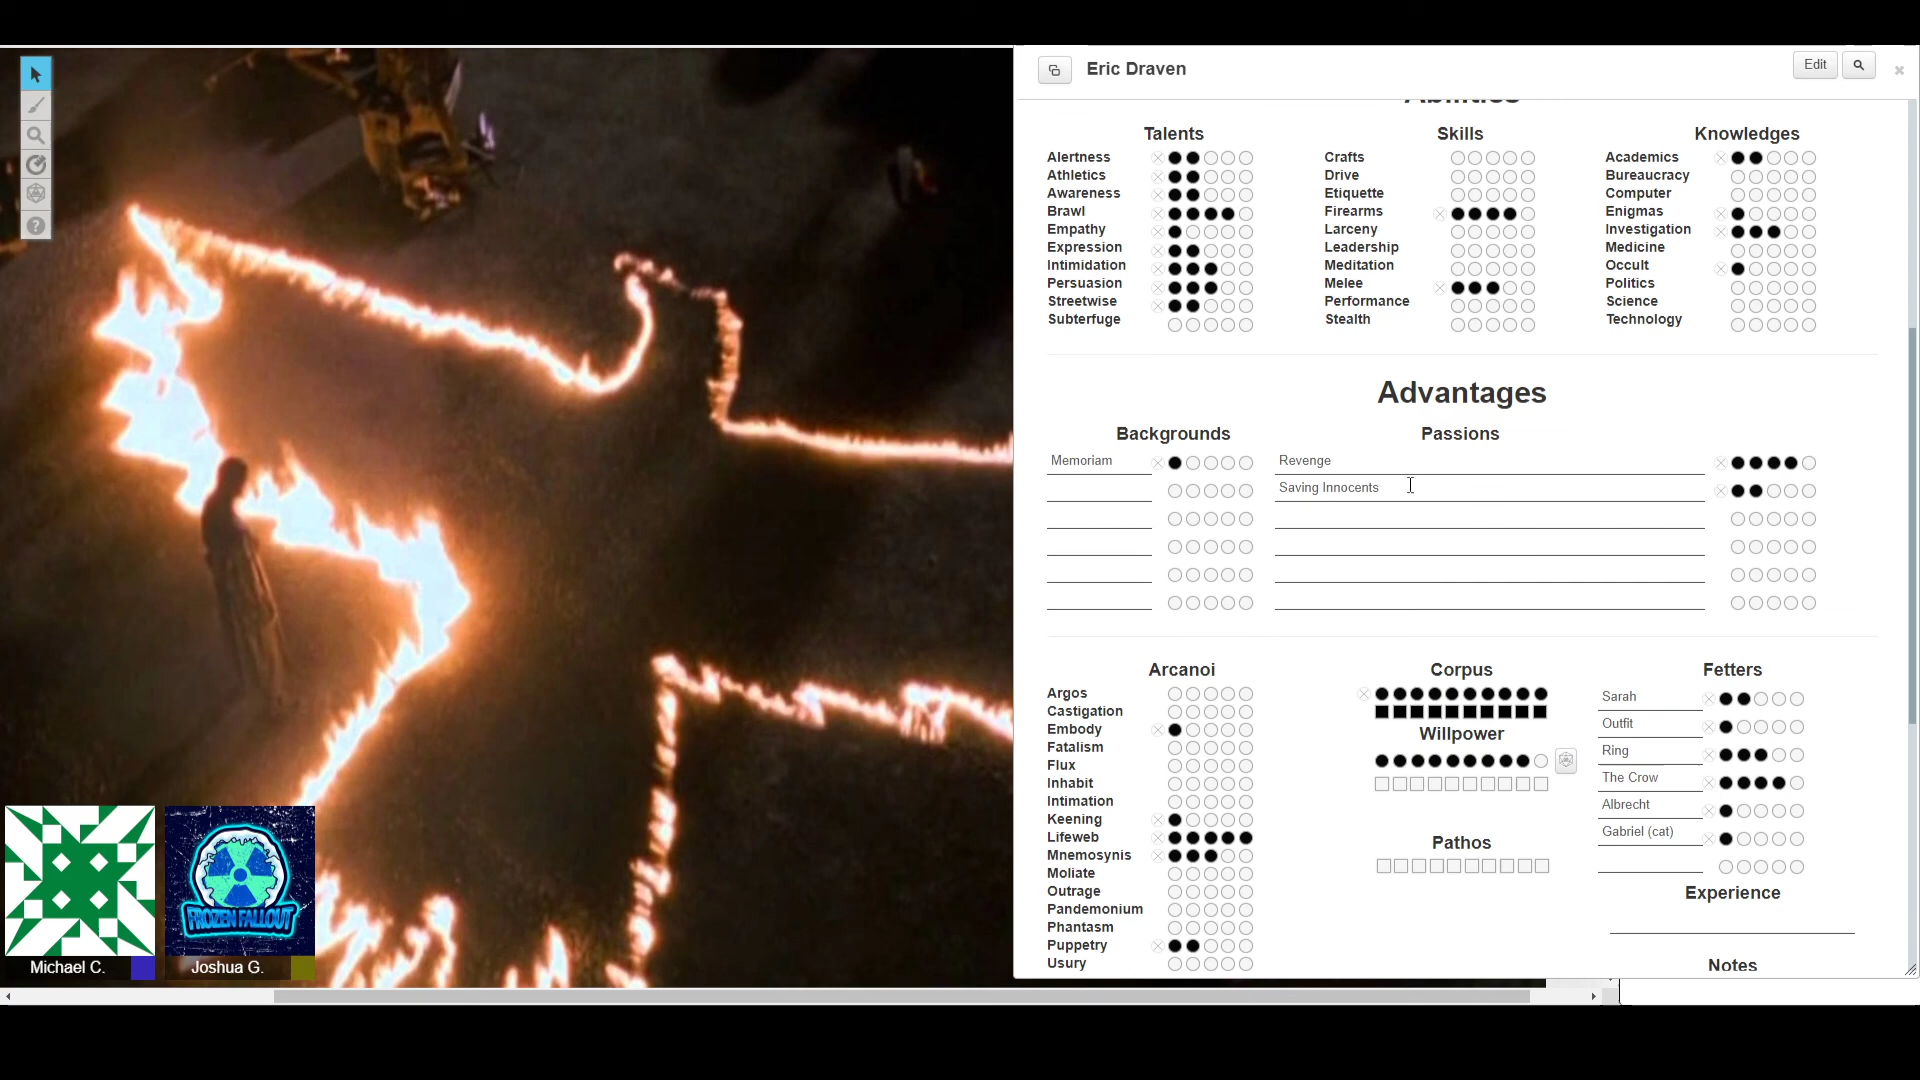 Eric Draven
Edit
Abilities
Talents
Skills
Knowledges
Alertness
Athletics
Awareness
Brawl
Empathy
Expression
Intimidation
Persuasion
Streetwise
Subterfuge
Crafts
Drive
Etiquette
Firearms
Larceny
Leadership
Meditation
Melee
Performance
Stealth
Academics
Bureaucracy
Computer
Enigmas
Investigation
Medicine
Occult
Politics
Science
Technology
Advantages
Backgrounds
Memoriam
Passions
Revenge
Saving Innocents
Arcanoi
Argos
Castigation
Embody
Fatalism
Flux
Inhabit
Intimation
Keening
Lifeweb
Mnemosynis
Moliate
Outrage
Pandemonium
Phantasm
Puppetry
Usury
Corpus
Willpower
Pathos
Fetters
Sarah
Outfit
Ring
The Crow
Albrecht
Gabriel (cat)
Experience
Notes
FROZEN FALLOUT
Michael C.
Joshua G.